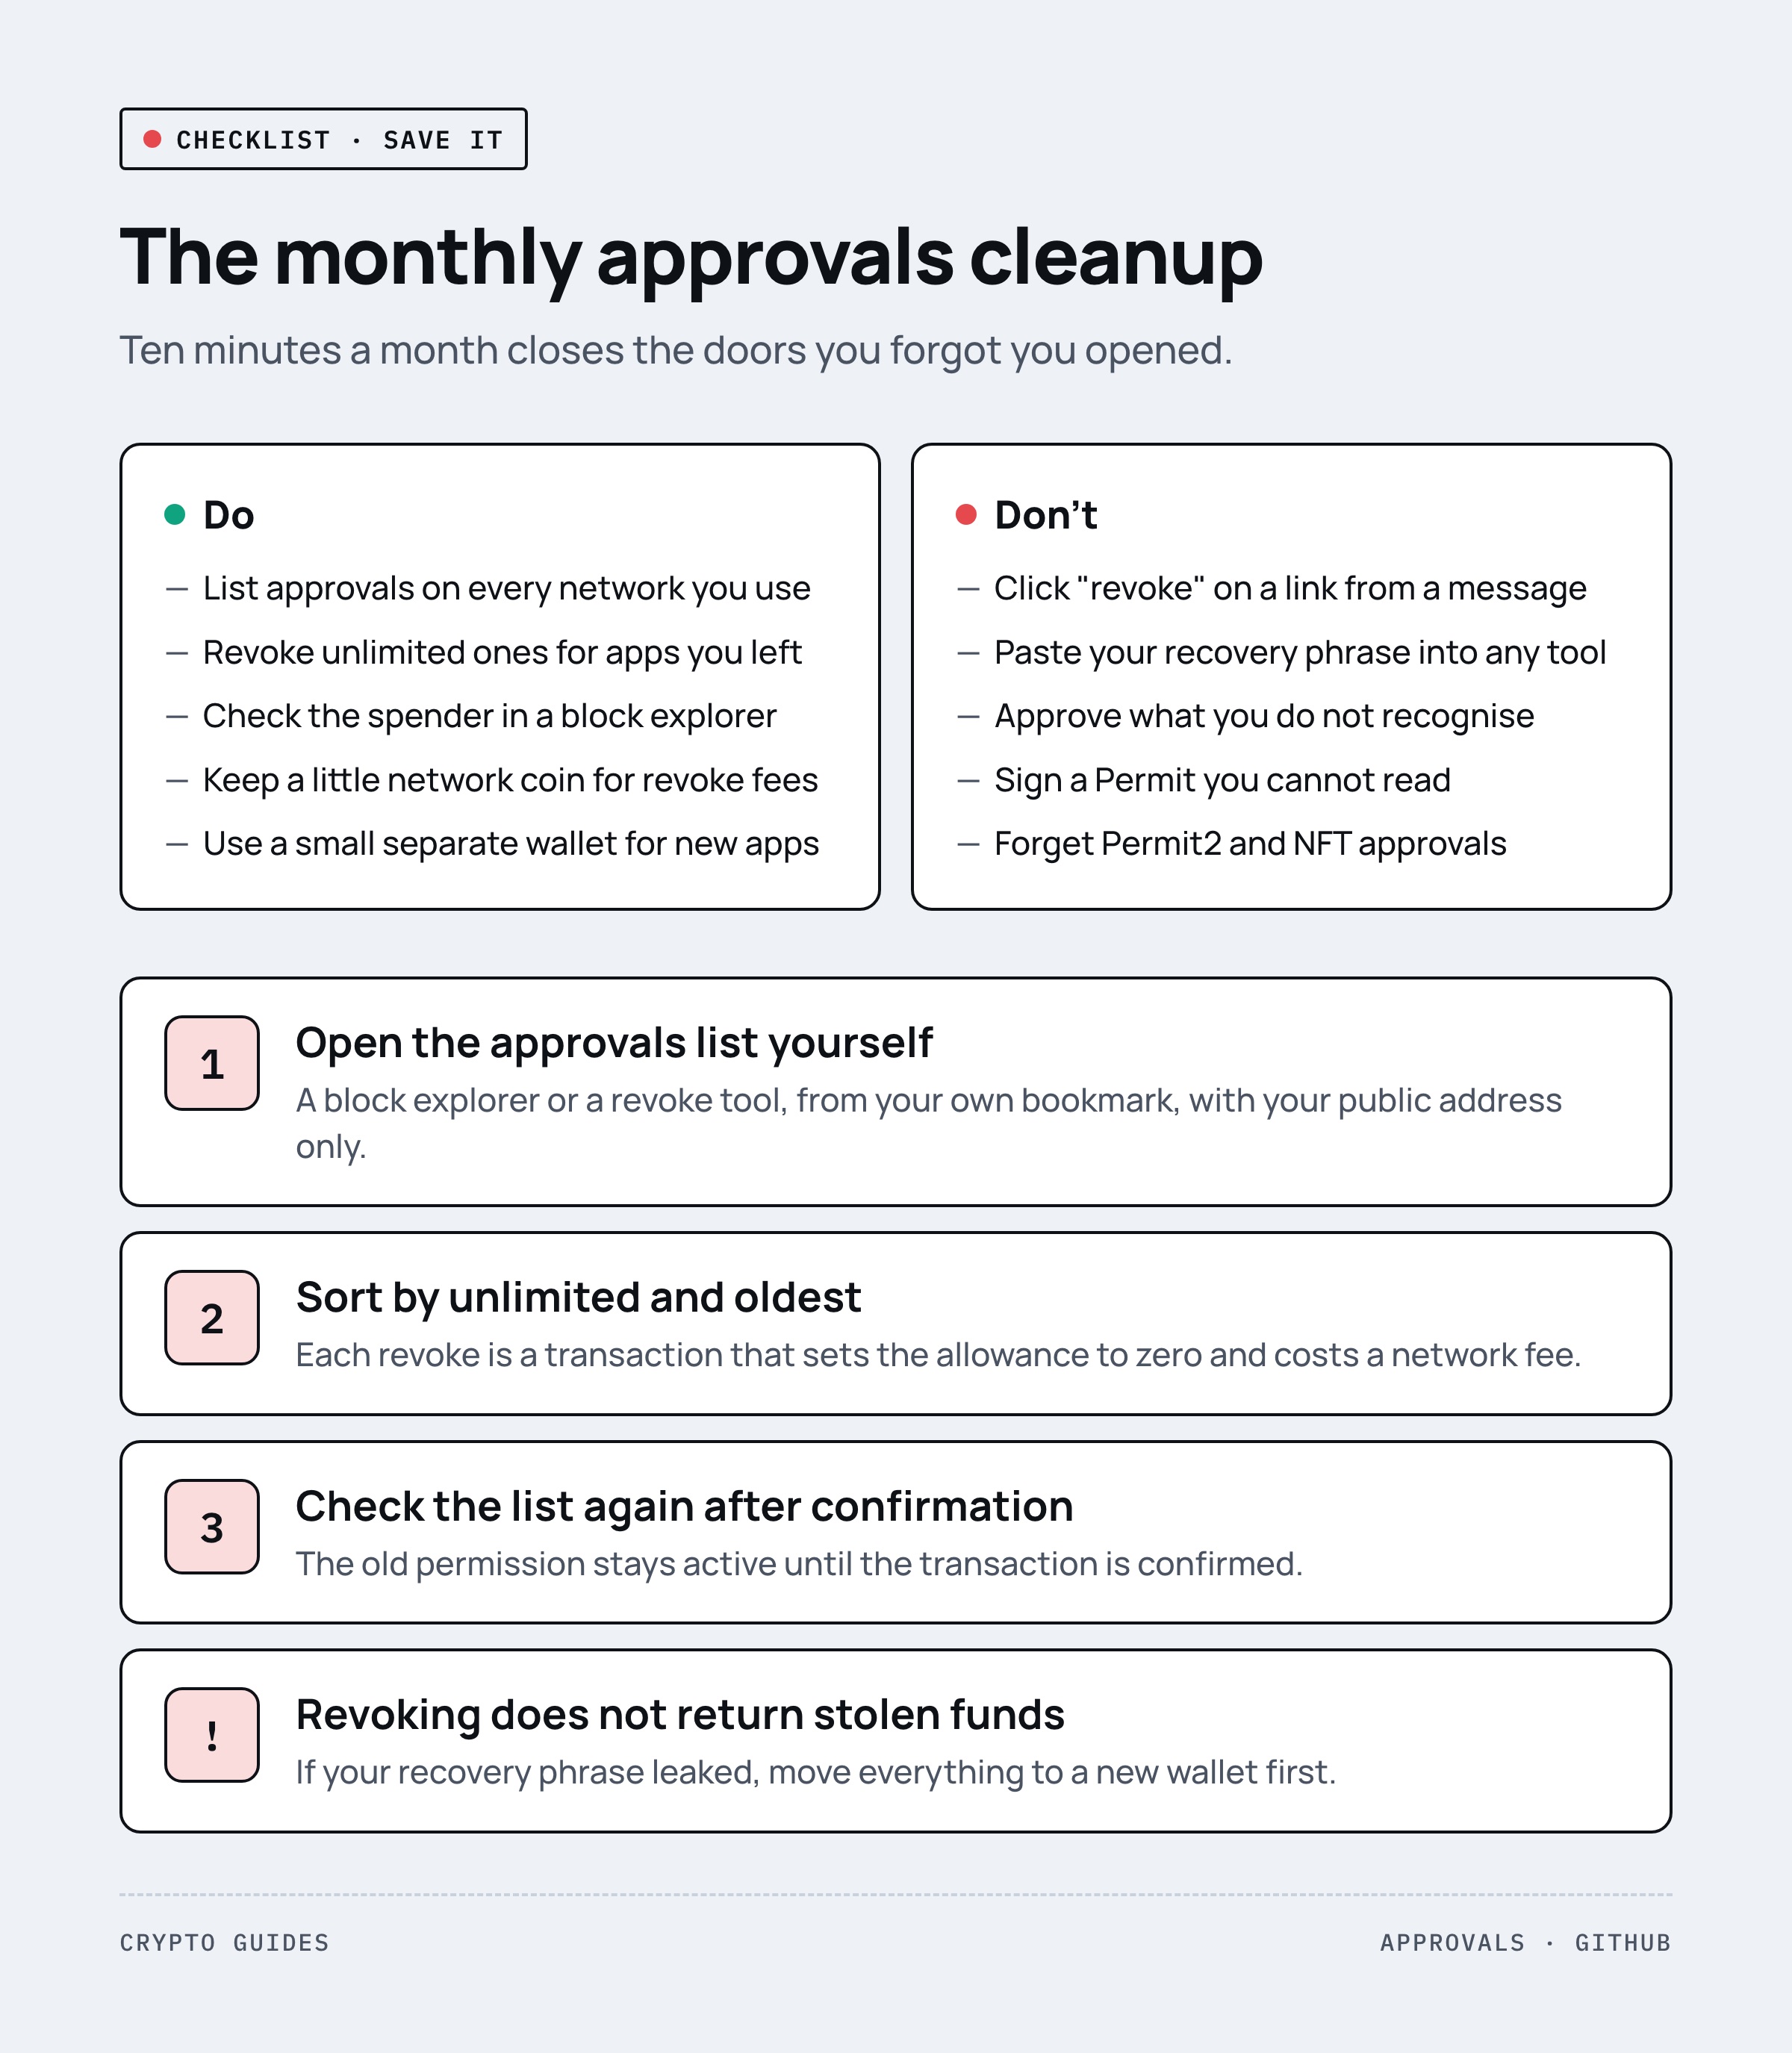 CHECKLIST · SAVE IT
The monthly approvals cleanup
Ten minutes a month closes the doors you forgot you opened.
Do
— List approvals on every network you use
— Revoke unlimited ones for apps you left
— Check the spender in a block explorer
— Keep a little network coin for revoke fees
— Use a small separate wallet for new apps
Don’t
— Click "revoke" on a link from a message
— Paste your recovery phrase into any tool
— Approve what you do not recognise
— Sign a Permit you cannot read
— Forget Permit2 and NFT approvals
1
Open the approvals list yourself
A block explorer or a revoke tool, from your own bookmark, with your public address
only.
2
Sort by unlimited and oldest
Each revoke is a transaction that sets the allowance to zero and costs a network fee.
3
Check the list again after confirmation
The old permission stays active until the transaction is confirmed.
!
Revoking does not return stolen funds
If your recovery phrase leaked, move everything to a new wallet first.
CRYPTO GUIDES
APPROVALS · GITHUB